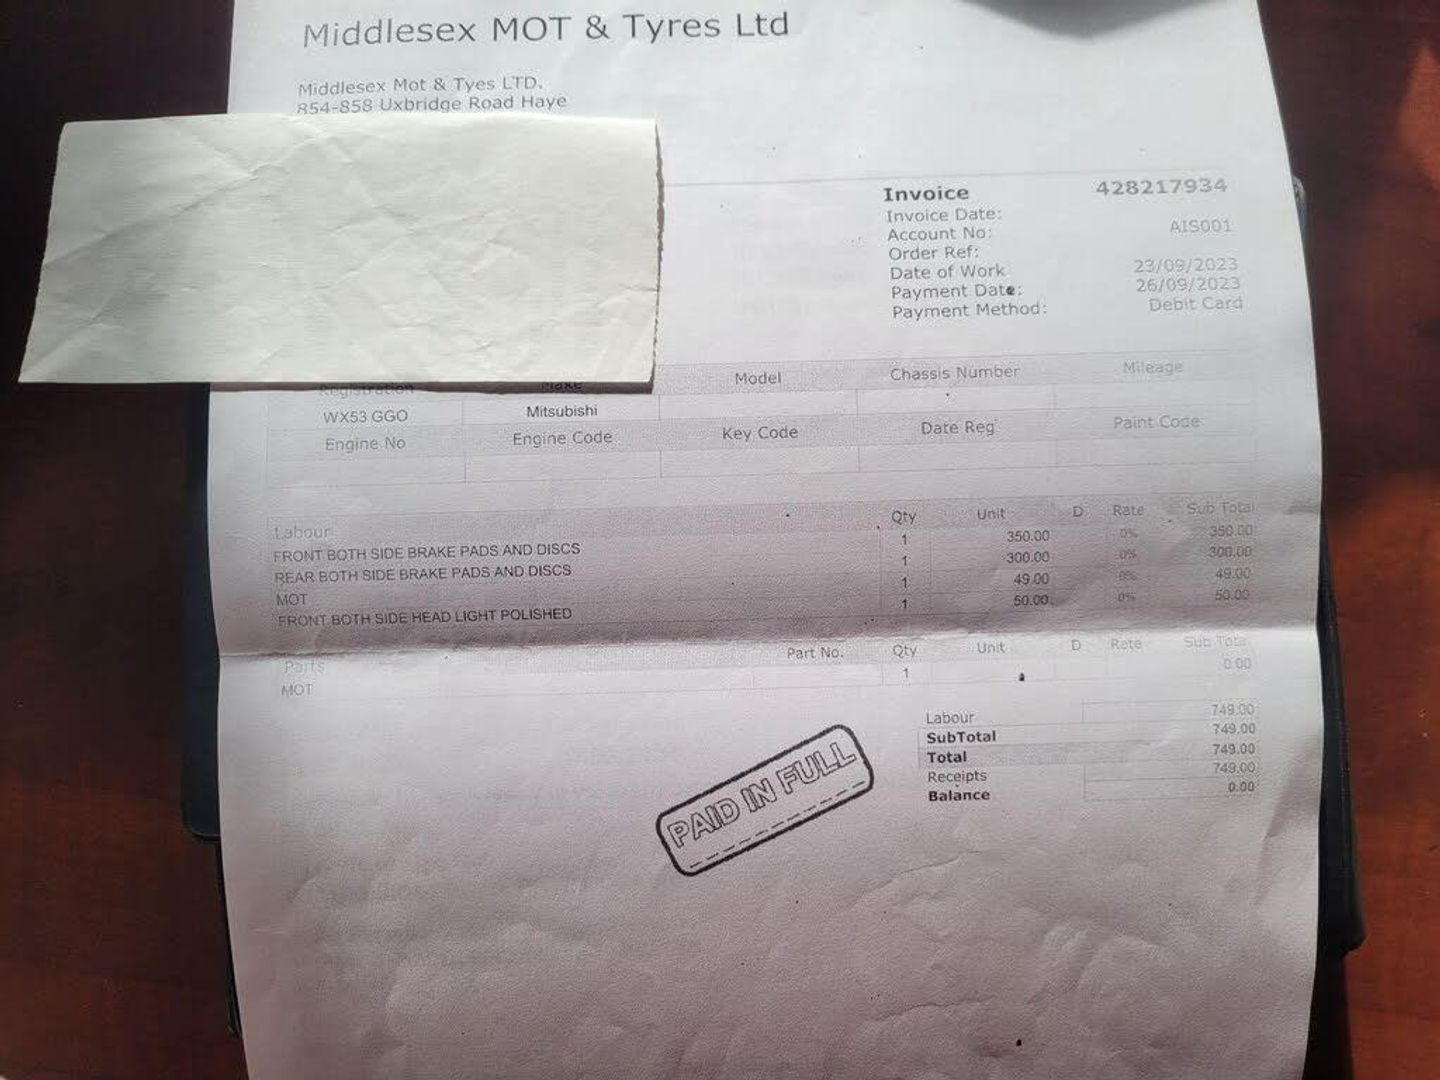 Middlesex MOT & Tyres Ltd
Middlesex Mot & Tyes LTD.
854-858 Uxbridge Road Haye
Invoice 428217934
Invoice Date:
Account No: AIS001
Order Ref:
Date of Work 23/09/2023
Payment Date: 26/09/2023
Payment Method: Debit Card
Registration Make Model Chassis Number Mileage
WX53 GGO Mitsubishi
Engine No Engine Code Key Code Date Reg Paint Code
Labour Qty Unit D Rate Sub Total
FRONT BOTH SIDE BRAKE PADS AND DISCS 1 350.00 0% 350.00
REAR BOTH SIDE BRAKE PADS AND DISCS 1 300.00 0% 300.00
MOT 1 49.00 0% 49.00
FRONT BOTH SIDE HEAD LIGHT POLISHED 1 50.00 0% 50.00
Parts Part No. Qty Unit D Rate Sub Total
MOT 1 0.00
Labour 749.00
SubTotal 749.00
Total 749.00
Receipts 749.00
Balance 0.00
PAID IN FULL